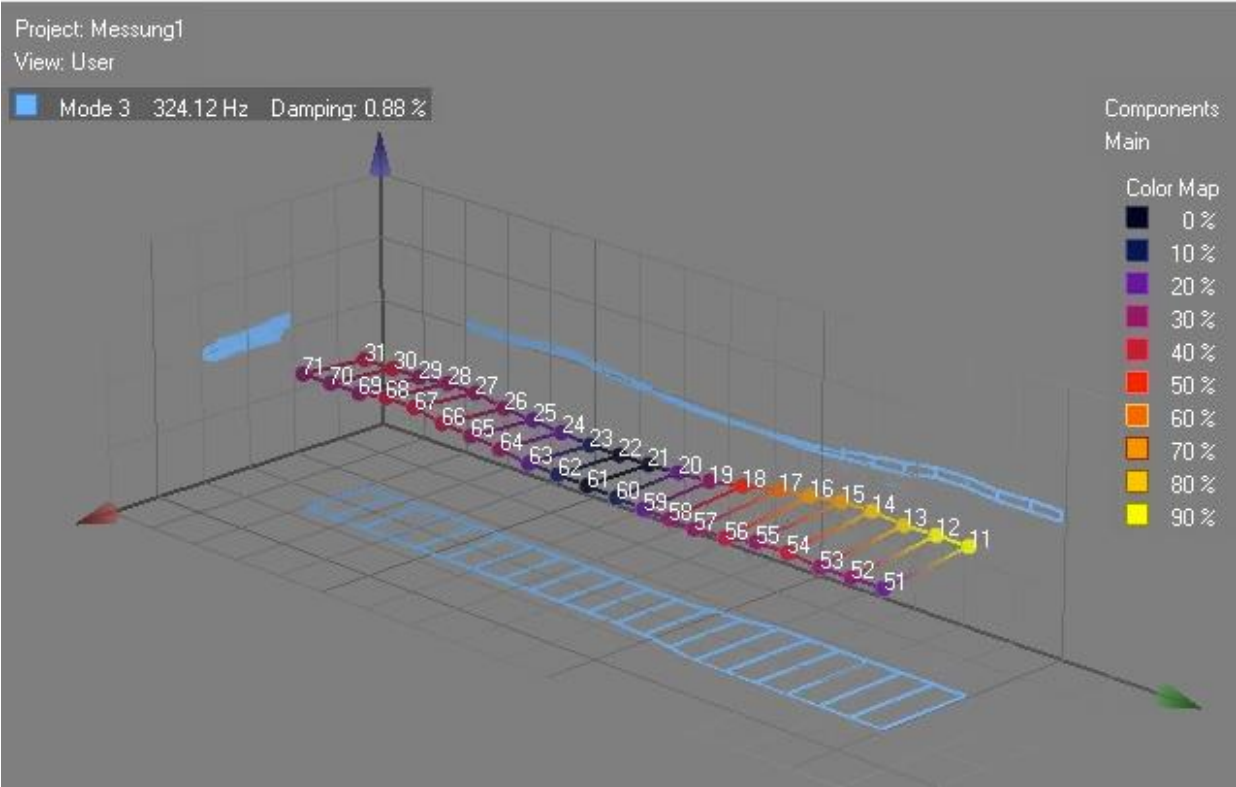 Project: Messung1
View: User
Mode 3 324.12 Hz Damping: 0.88 %
Components
Main
Color Map
0 %
10 %
20 %
30 %
40 %
50 %
60 %
70 %
80 %
90 %
31 30 29 28 27 26 25 24 23 22 21 20 19 18 17 16 15 14 13 12 11
71 70 69 68 67 66 65 64 63 62 61 60 59 58 57 56 55 54 53 52 51